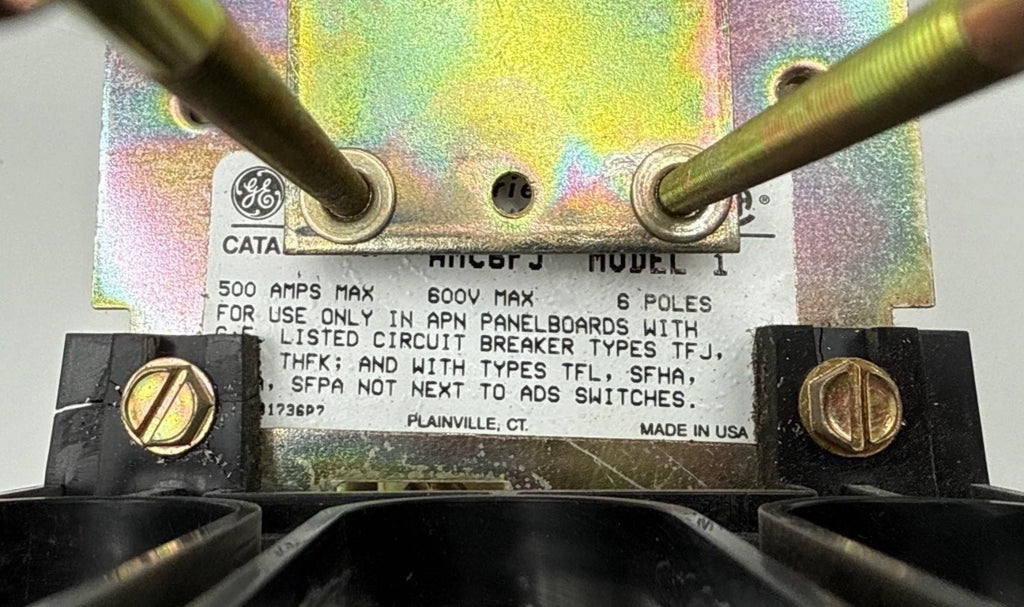 GE
rie
®
CATA
AMC6FJ MODEL 1
500 AMPS MAX 600V MAX 6 POLES
FOR USE ONLY IN APN PANELBOARDS WITH
G.E. LISTED CIRCUIT BREAKER TYPES TFJ,
THFK; AND WITH TYPES TFL, SFHA,
, SFPA NOT NEXT TO ADS SWITCHES.
1736P7 PLAINVILLE, CT. MADE IN USA